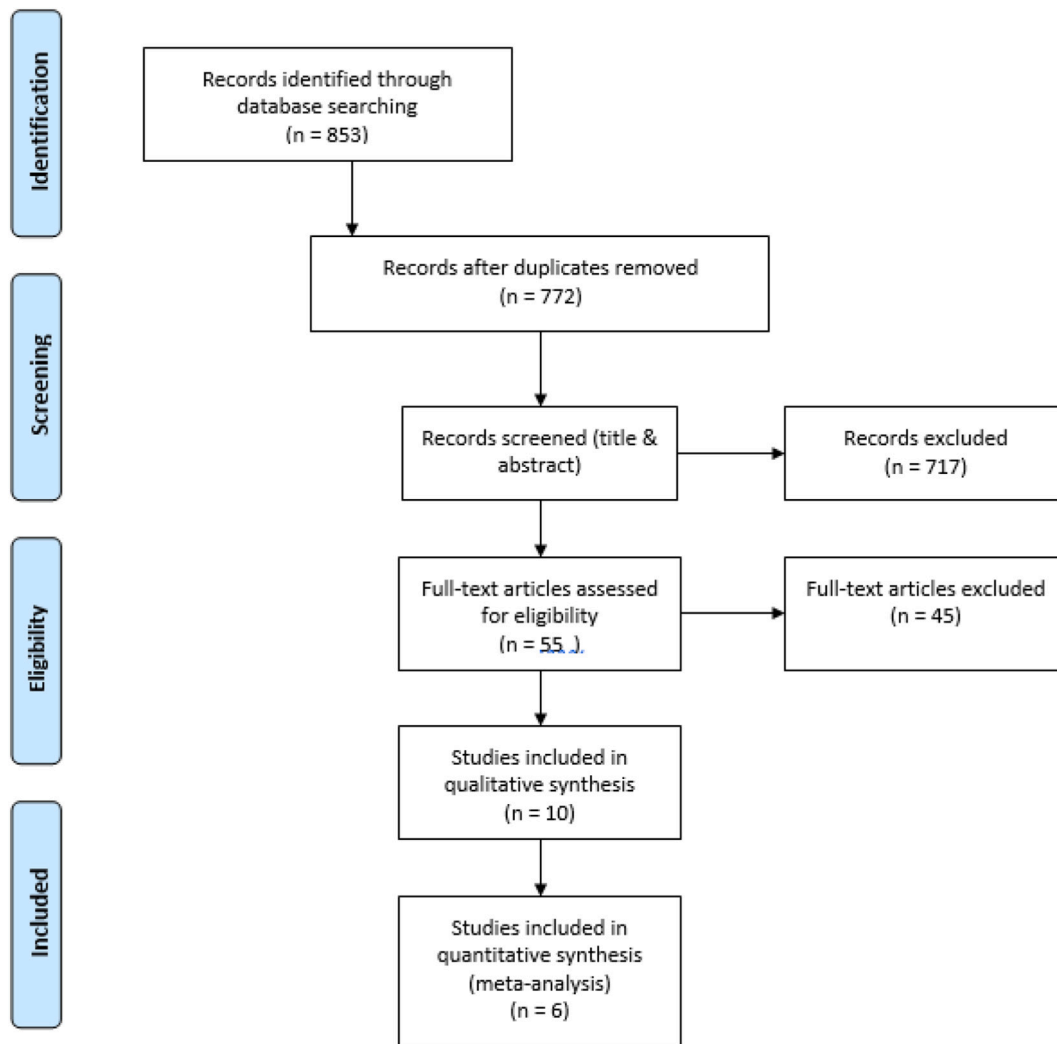 Identification
Records identified through
database searching
(n = 853)
Records after duplicates removed
(n = 772)
Screening
Records screened (title &
abstract)
Records excluded
(n = 717)
Eligibility
Full-text articles assessed
for eligibility
(n = 55 )
Full-text articles excluded
(n = 45)
Studies included in
qualitative synthesis
(n = 10)
Included
Studies included in
quantitative synthesis
(meta-analysis)
(n = 6)